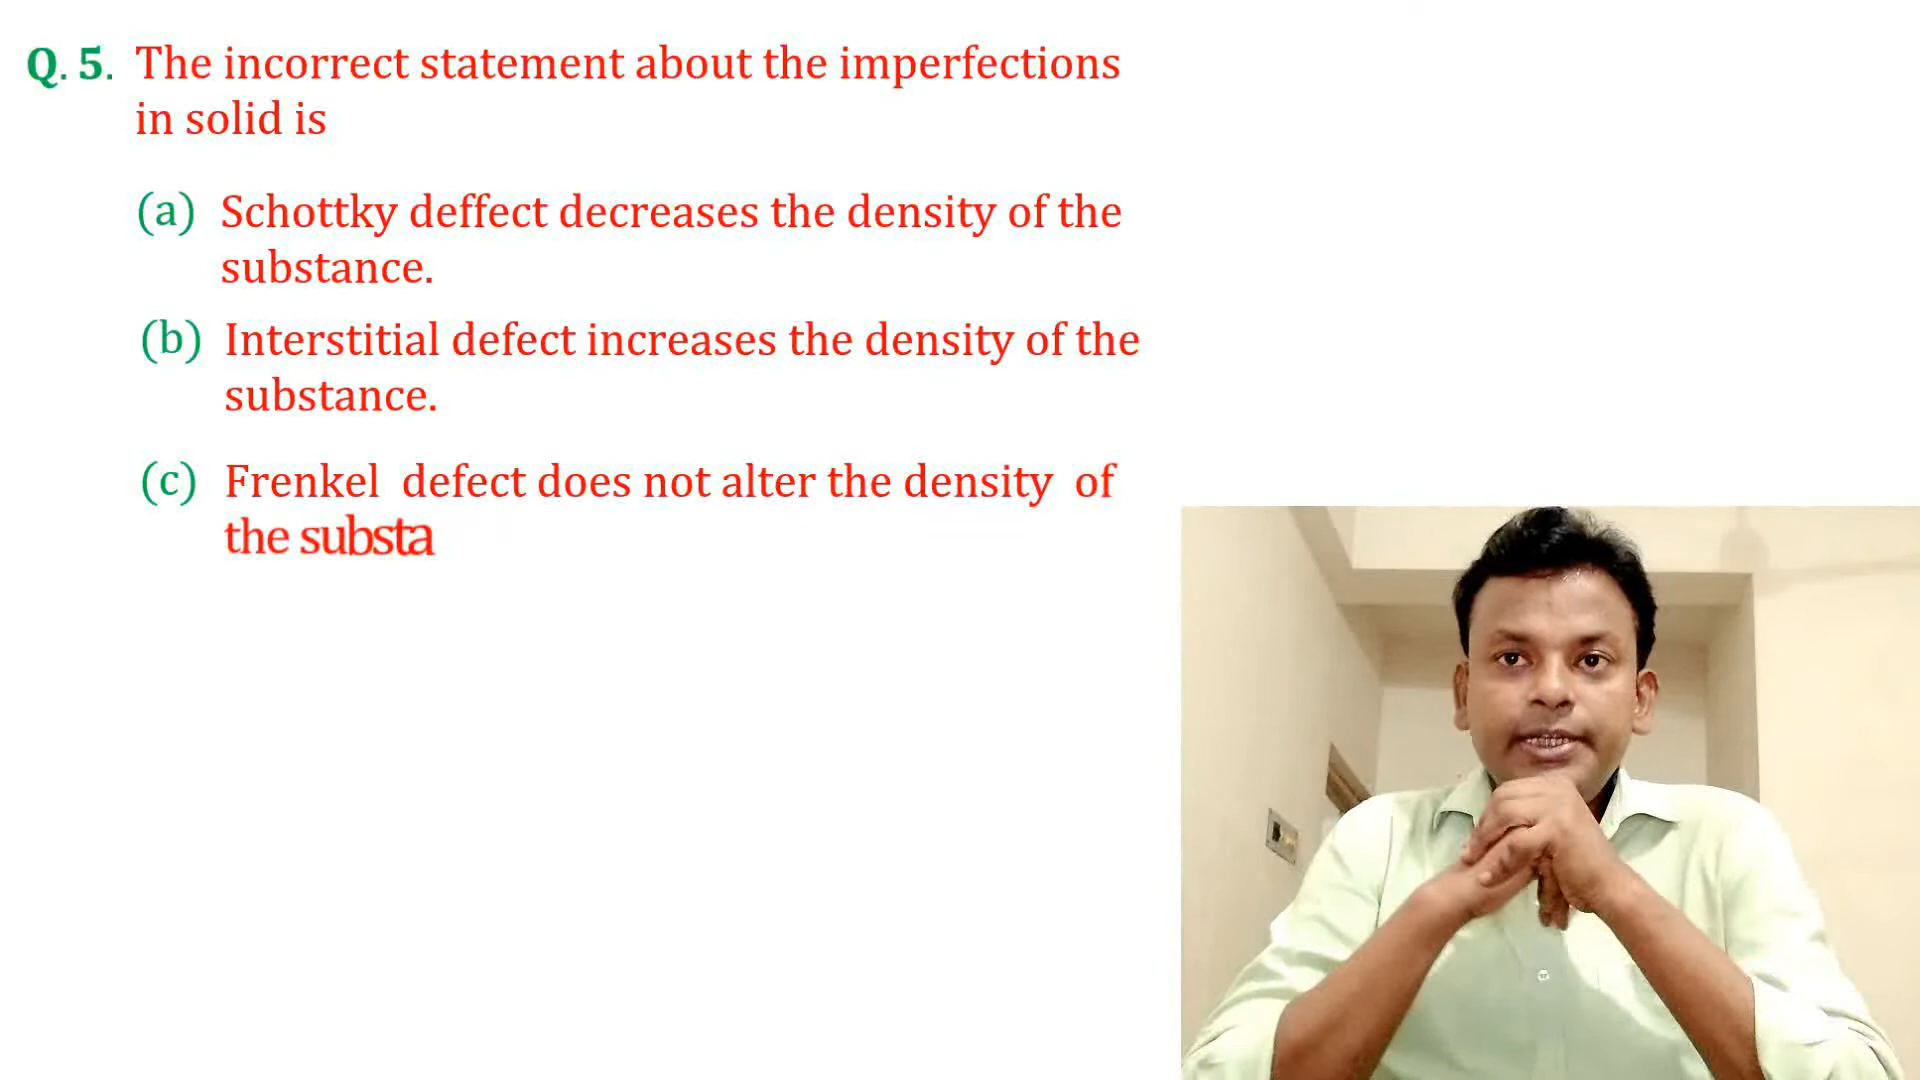 Q. 5. The incorrect statement about the imperfections
in solid is
(a) Schottky deffect decreases the density of the
substance.
(b) Interstitial defect increases the density of the
substance.
(c) Frenkel defect does not alter the density of
the substa